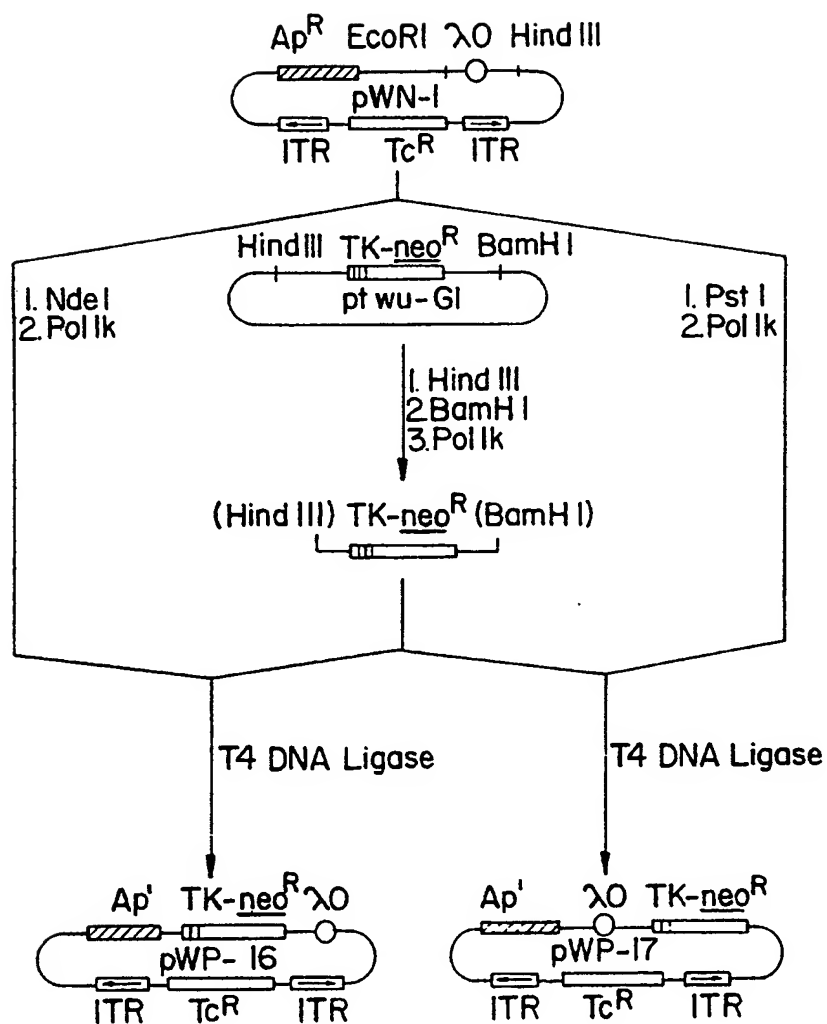 Ap^R EcoRI λO Hind III
pWN-1
ITR Tc^R ITR
Hind III TK-neo^R BamH I
pt wu-G1
1. Nde I
2. Pol Ik
1. Pst I
2. Pol Ik
1. Hind III
2. BamH I
3. Pol Ik
(Hind III) TK-neo^R (BamH I)
T4 DNA Ligase
T4 DNA Ligase
Ap' TK-neo^R λO
pWP-16
ITR Tc^R ITR
Ap' λO TK-neo^R
pWP-17
ITR Tc^R ITR